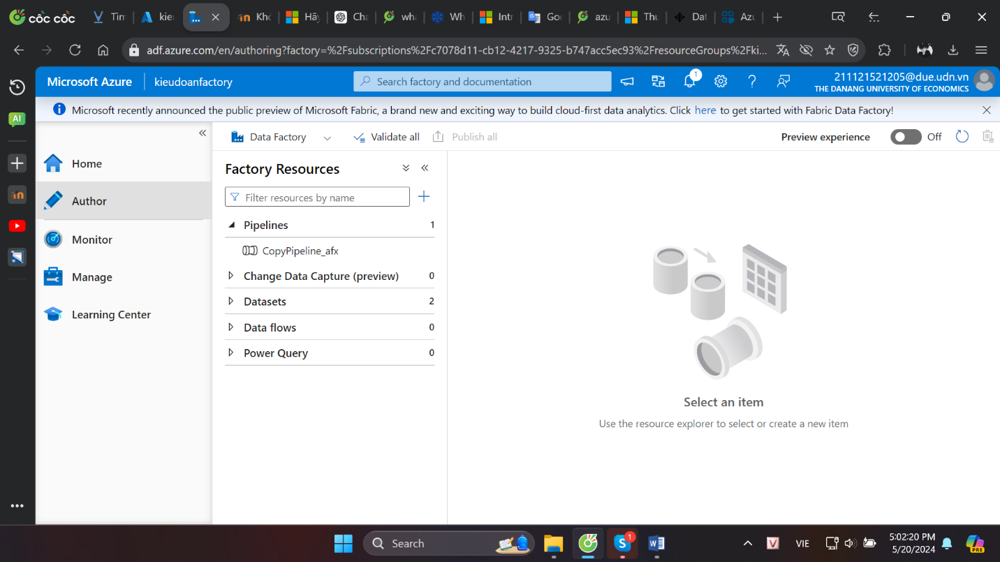 cốc cốc
Tìm
kiеu
Khó
Hãy
Cha
wha
Wh
Intr
Goo
azu
Thu
Dat
Azu
adf.azure.com/en/authoring?factory=%2Fsubscriptions%2Fc7078d11-cb12-4217-9325-b747acc5ec93%2FresourceGroups%2Fki...
Microsoft Azure
kieudoanfactory
Search factory and documentation
1
211121521205@due.udn.vn
THE DANANG UNIVERSITY OF ECONOMICS
AI
Microsoft recently announced the public preview of Microsoft Fabric, a brand new and exciting way to build cloud-first data analytics. Click here to get started with Fabric Data Factory!
Data Factory
Validate all
Publish all
Preview experience
Off
Home
Author
Monitor
Manage
Learning Center
Factory Resources
Filter resources by name
Pipelines 1
CopyPipeline_afx
Change Data Capture (preview) 0
Datasets 2
Data flows 0
Power Query 0
Select an item
Use the resource explorer to select or create a new item
Search
1
VIE
5:02:20 PM
5/20/2024
PRE